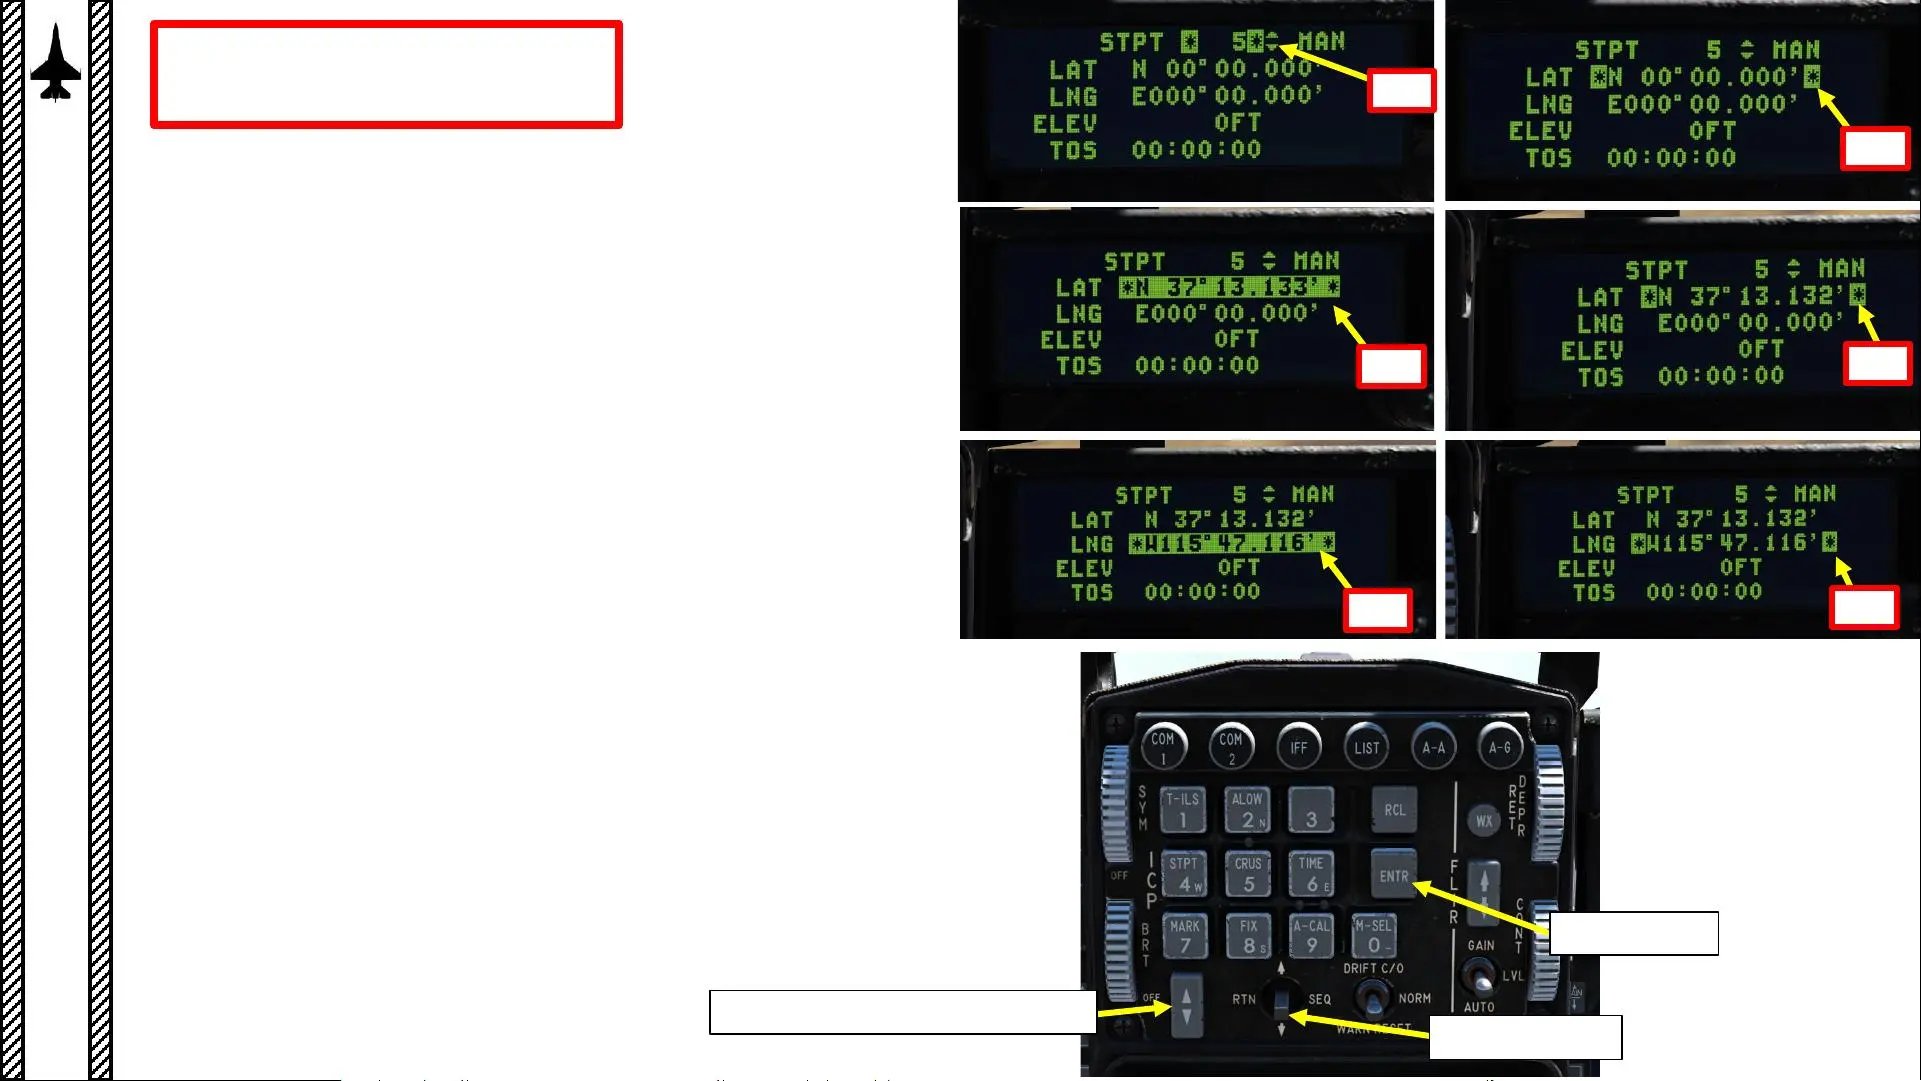 STPT * 5* MAN
LAT N 00° 00.000'
LNG E000° 00.000'
ELEV 0FT
TOS 00:00:00
STPT 5 MAN
LAT *N 00° 00.000' *
LNG E000° 00.000'
ELEV 0FT
TOS 00:00:00
STPT 5 MAN
LAT *N 37° 13.133' *
LNG E000° 00.000'
ELEV 0FT
TOS 00:00:00
STPT 5 MAN
LAT *N 37° 13.132' *
LNG E000° 00.000'
ELEV 0FT
TOS 00:00:00
STPT 5 MAN
LAT N 37° 13.132'
LNG *W115° 47.116' *
ELEV 0FT
TOS 00:00:00
STPT 5 MAN
LAT N 37° 13.132'
LNG *W115° 47.116' *
ELEV 0FT
TOS 00:00:00
COM 1 COM 2 IFF LIST A-A A-G
SYM
T-ILS 1 ALOW 2 N 3 RCL
WX
DEPR RET
OFF
ICP
STPT 4 W CRUS 5 TIME 6 E ENTR
FLIR
CONT
BRT
MARK 7 FIX 8 S A-CAL 9 M-SEL 0 -
GAIN
LVL
AUTO
DRIFT C/O
OFF
RTN SEQ NORM
WARN RESET